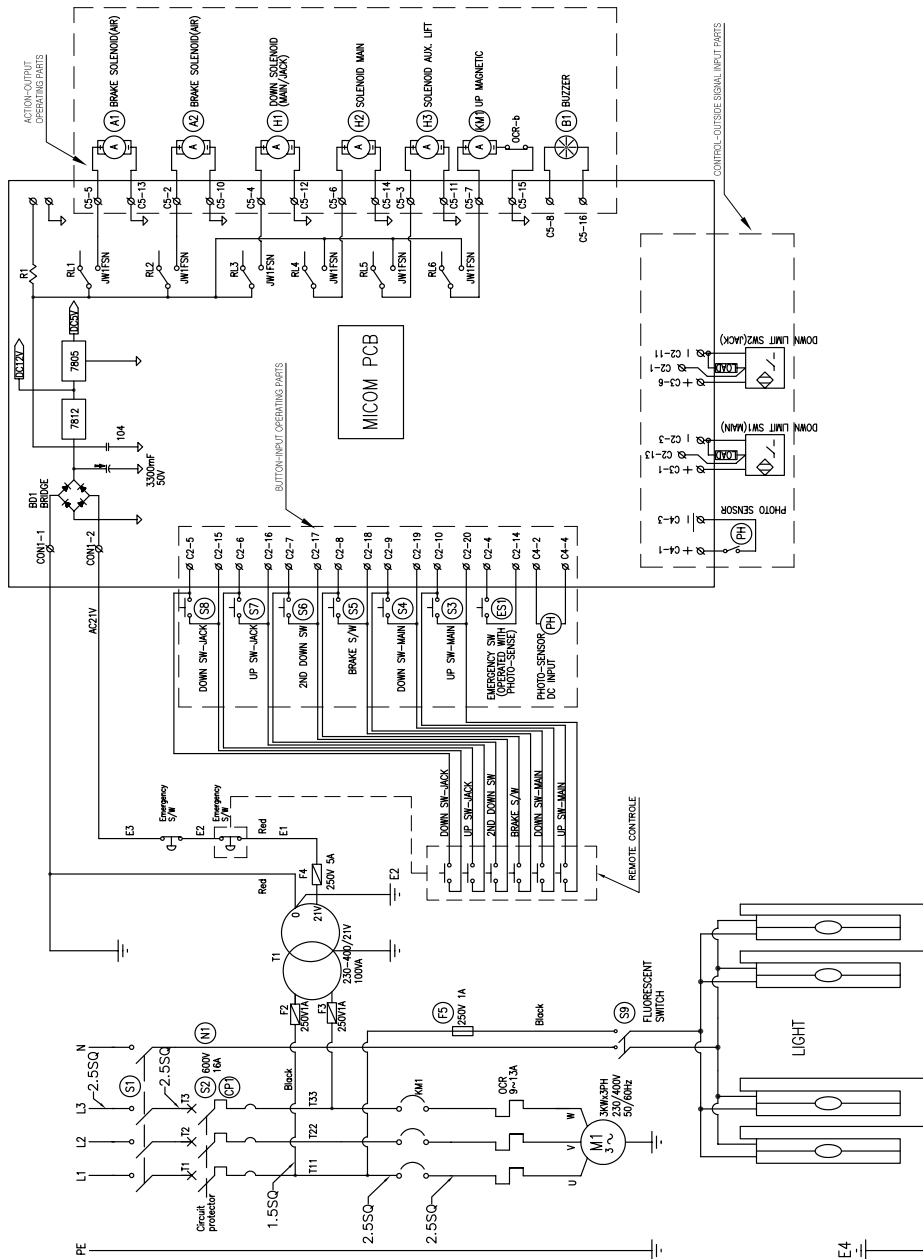 ACTION-OUTPUT
OPERATING PARTS
A1 BRAKE SOLENOID(AIR)
A
C5-5
C5-13
A2 BRAKE SOLENOID(AIR)
A
C5-2
C5-10
H1 DOWN SOLENOID
(MAIN/JACK)
A
C5-4
C5-12
H2 SOLENOID MAIN
A
C5-6
C5-14
H3 SOLENOID AUX. LIFT
A
C5-3
C5-11
KM1 UP MAGNETIC
A
OCR-b
C5-7
C5-15
B1 BUZZER
C5-8
C5-16
CONTROL-OUTSIDE SIGNAL INPUT PARTS
R1
RL1
JW1FSN
RL2
JW1FSN
RL3
JW1FSN
RL4
JW1FSN
RL5
JW1FSN
RL6
JW1FSN
DC12V
DC5V
7805
7812
104
3300mF
50V
BD1
BRIDGE
CON1-1
CON1-2
AC21V
MICOM PCB
BUTTON-INPUT OPERATING PARTS
DOWN LIMIT SW2(JACK)
LOAD
C2-11
C2-1
C3-6
DOWN LIMIT SW1(MAIN)
LOAD
C2-3
C2-13
C3-1
PHOTO SENSOR
PH
C4-3
C4-1
C2-5
C2-15
C2-6
C2-16
C2-7
C2-17
C2-8
C2-18
C2-9
C2-19
C2-10
C2-20
C2-4
C2-14
C4-2
C4-4
S8
DOWN SW-JACK
S7
UP SW-JACK
S6
2ND DOWN SW
S5
BRAKE S/W
S4
DOWN SW-MAIN
S3
UP SW-MAIN
ES1
EMERGENCY SW
(OPERATED WITH
PHOTO-SENSE)
PH
PHOTO-SENSOR
DC INPUT
E3
Emergency
S/W
E2
Emergency
S/W
Red
E1
Red
F4
250V 5A
E2
0
21V
T1
230-400/21V
100VA
DOWN SW-JACK
UP SW-JACK
2ND DOWN SW
BRAKE S/W
DOWN SW-MAIN
UP SW-MAIN
REMOTE CONTROLE
F2
250V1A
F3
250V1A
F5
250V 1A
Black
Black
S9
FLUORESCENT
SWITCH
LIGHT
N
L3
L2
L1
PE
2.5SQ
S1
2.5SQ
N1
T3
T2
T1
S2
600V
16A
CP1
Circuit
protector
T33
T22
T11
1.5SQ
2.5SQ
2.5SQ
KM1
OCR
9~13A
W
V
U
M1
3~
3KWx3PH
230/400V
50/60Hz
E4